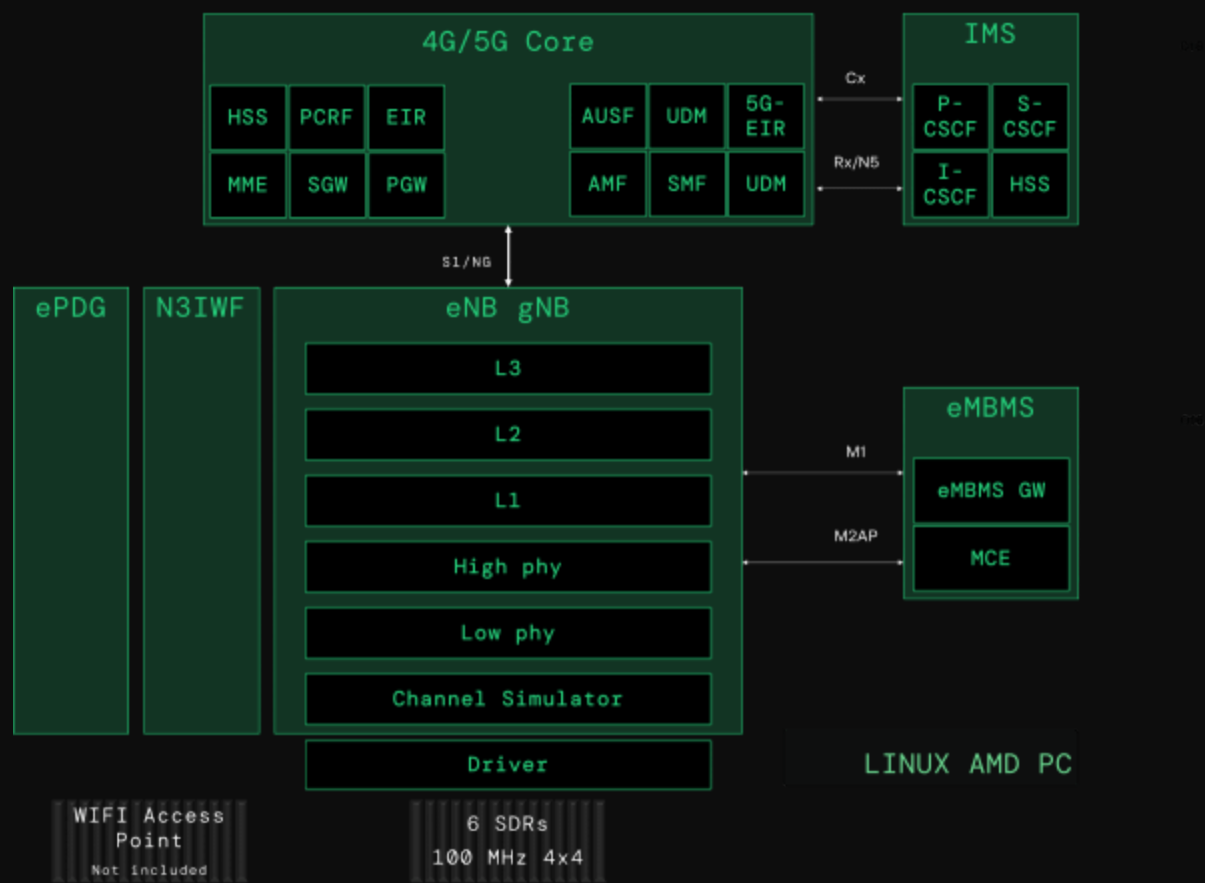 4G/5G Core
HSS PCRF EIR
MME SGW PGW
AUSF UDM 5G-
EIR
AMF SMF UDM
Cx
Rx/N5
IMS
P-
CSCF
S-
CSCF
I-
CSCF
HSS
S1/NG
ePDG
N3IWF
eNB gNB
L3
L2
L1
High phy
Low phy
Channel Simulator
Driver
M1
M2AP
eMBMS
eMBMS GW
MCE
LINUX AMD PC
WIFI Access
Point
Not included
6 SDRs
100 MHz 4x4